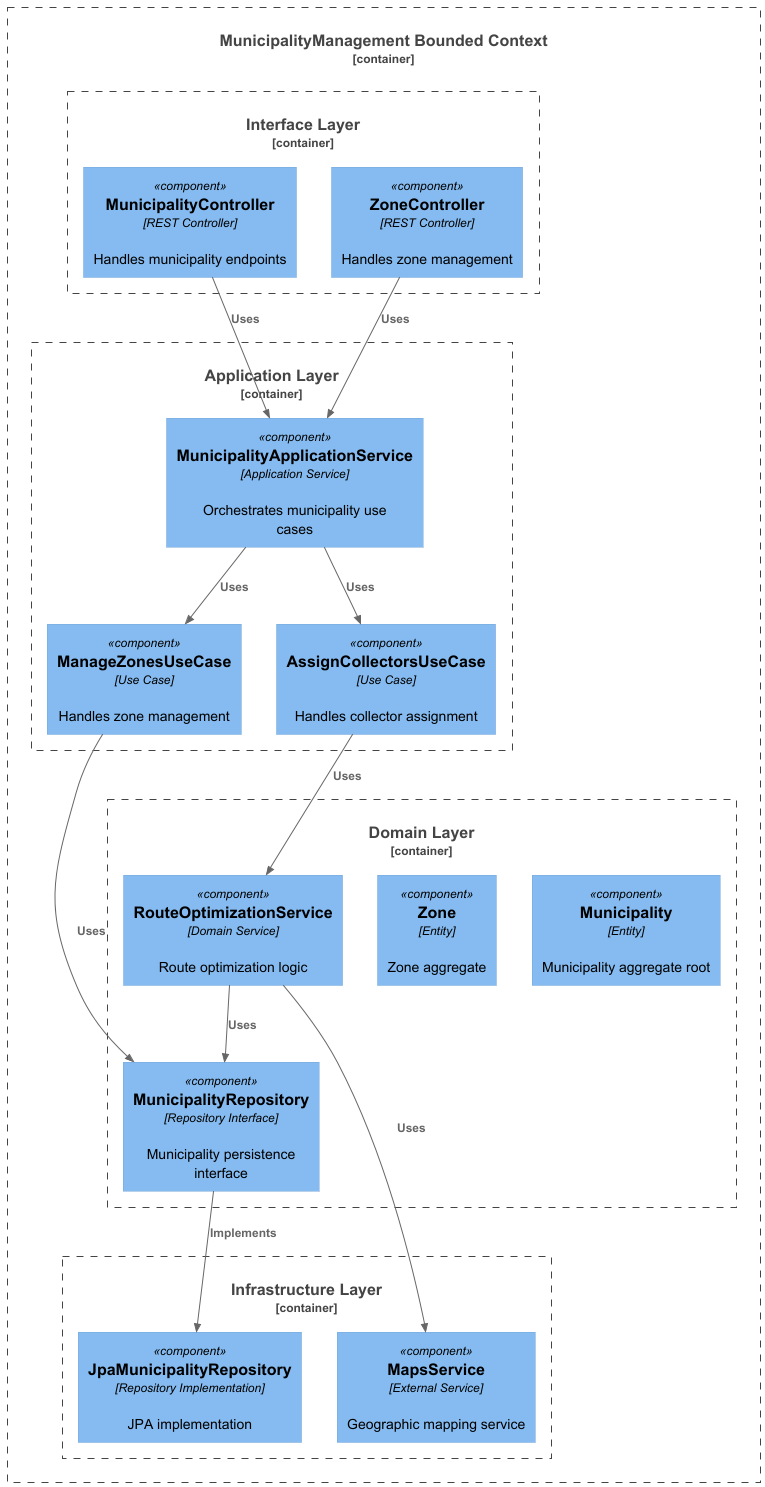 MunicipalityManagement Bounded Context
[container]
Interface Layer
[container]
«component»
MunicipalityController
[REST Controller]
Handles municipality endpoints
«component»
ZoneController
[REST Controller]
Handles zone management
Uses
Uses
Application Layer
[container]
«component»
MunicipalityApplicationService
[Application Service]
Orchestrates municipality use
cases
Uses
Uses
«component»
ManageZonesUseCase
[Use Case]
Handles zone management
«component»
AssignCollectorsUseCase
[Use Case]
Handles collector assignment
Uses
Domain Layer
[container]
«component»
RouteOptimizationService
[Domain Service]
Route optimization logic
«component»
Zone
[Entity]
Zone aggregate
«component»
Municipality
[Entity]
Municipality aggregate root
Uses
Uses
«component»
MunicipalityRepository
[Repository Interface]
Municipality persistence
interface
Uses
Implements
Infrastructure Layer
[container]
«component»
JpaMunicipalityRepository
[Repository Implementation]
JPA implementation
«component»
MapsService
[External Service]
Geographic mapping service